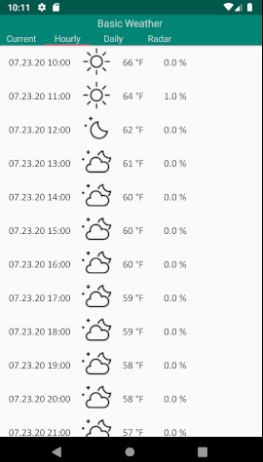 10:11
Basic Weather
Current Hourly Daily Radar
07.23.20 10:00 66 °F 0.0 %
07.23.20 11:00 64 °F 1.0 %
07.23.20 12:00 62 °F 0.0 %
07.23.20 13:00 61 °F 0.0 %
07.23.20 14:00 60 °F 0.0 %
07.23.20 15:00 60 °F 0.0 %
07.23.20 16:00 60 °F 0.0 %
07.23.20 17:00 59 °F 0.0 %
07.23.20 18:00 59 °F 0.0 %
07.23.20 19:00 58 °F 0.0 %
07.23.20 20:00 58 °F 0.0 %
07.23.20 21:00 57 °F 0.0 %